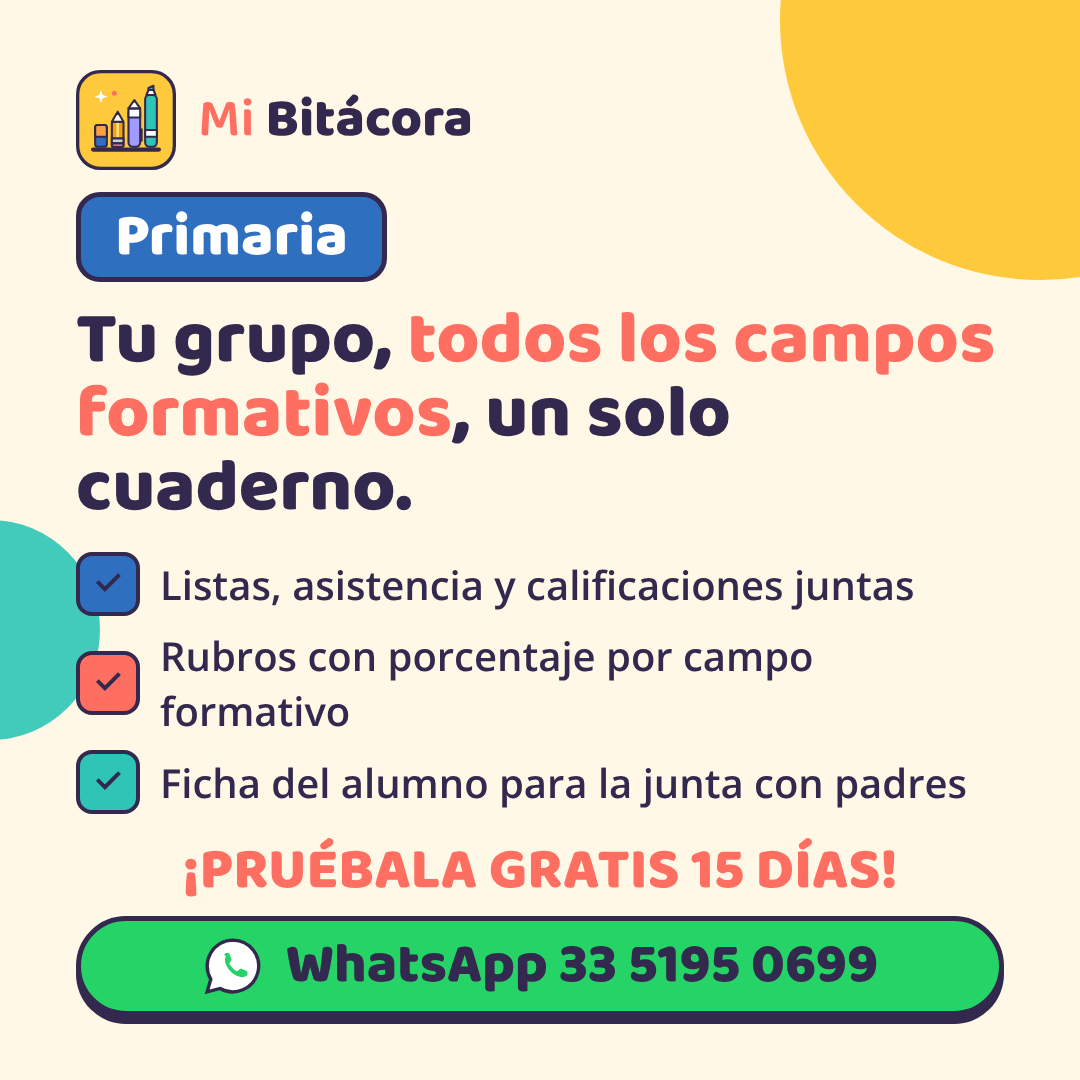 Mi Bitácora
Primaria
Tu grupo, todos los campos
formativos, un solo
cuaderno.
Listas, asistencia y calificaciones juntas
Rubros con porcentaje por campo
formativo
Ficha del alumno para la junta con padres
¡PRUÉBALA GRATIS 15 DÍAS!
WhatsApp 33 5195 0699